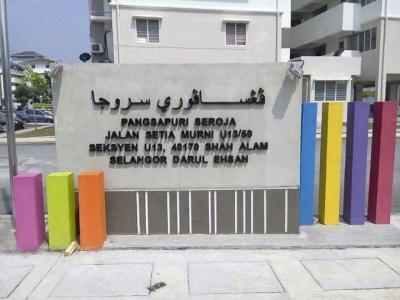 ڤڠساڤوري سروجا
PANGSAPURI SEROJA
JALAN SETIA MURNI U13/50
SEKSYEN U13, 40170 SHAH ALAM
SELANGOR DARUL EHSAN